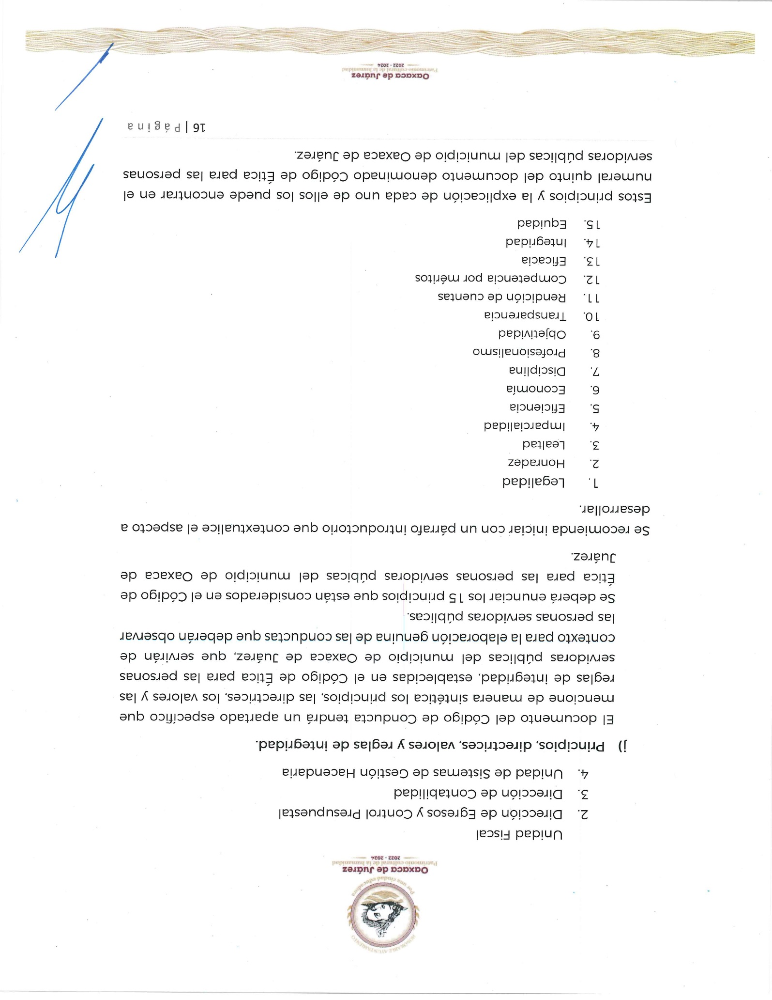 HONORABLE AYUNTAMIENTO
Por una ciudad educadora
Oaxaca de Juárez
Patrimonio cultural de la humanidad
2022 - 2024
Unidad Fiscal
2. Dirección de Egresos y Control Presupuestal
3. Dirección de Contabilidad
4. Unidad de Sistemas de Gestión Hacendaria
j) Principios, directrices, valores y reglas de integridad.
El documento del Código de Conducta tendrá un apartado específico que
mencione de manera sintética los principios, las directrices, los valores y las
reglas de integridad, establecidas en el Código de Ética para las personas
servidoras públicas del municipio de Oaxaca de Juárez, que servirán de
contexto para la elaboración genuina de las conductas que deberán observar
las personas servidoras públicas.
Se deberá enunciar los 15 principios que están considerados en el Código de
Ética para las personas servidoras púbicas del municipio de Oaxaca de
Juárez.
Se recomienda iniciar con un párrafo introductorio que contextualice el aspecto a
desarrollar.
1. Legalidad
2. Honradez
3. Lealtad
4. Imparcialidad
5. Eficiencia
6. Economía
7. Disciplina
8. Profesionalismo
9. Objetividad
10. Transparencia
11. Rendición de cuentas
12. Competencia por méritos
13. Eficacia
14. Integridad
15. Equidad
Estos principios y la explicación de cada uno de ellos los puede encontrar en el
numeral quinto del documento denominado Código de Ética para las personas
servidoras públicas del municipio de Oaxaca de Juárez.
16 | Página
Oaxaca de Juárez
Patrimonio cultural de la humanidad
2022 - 2024